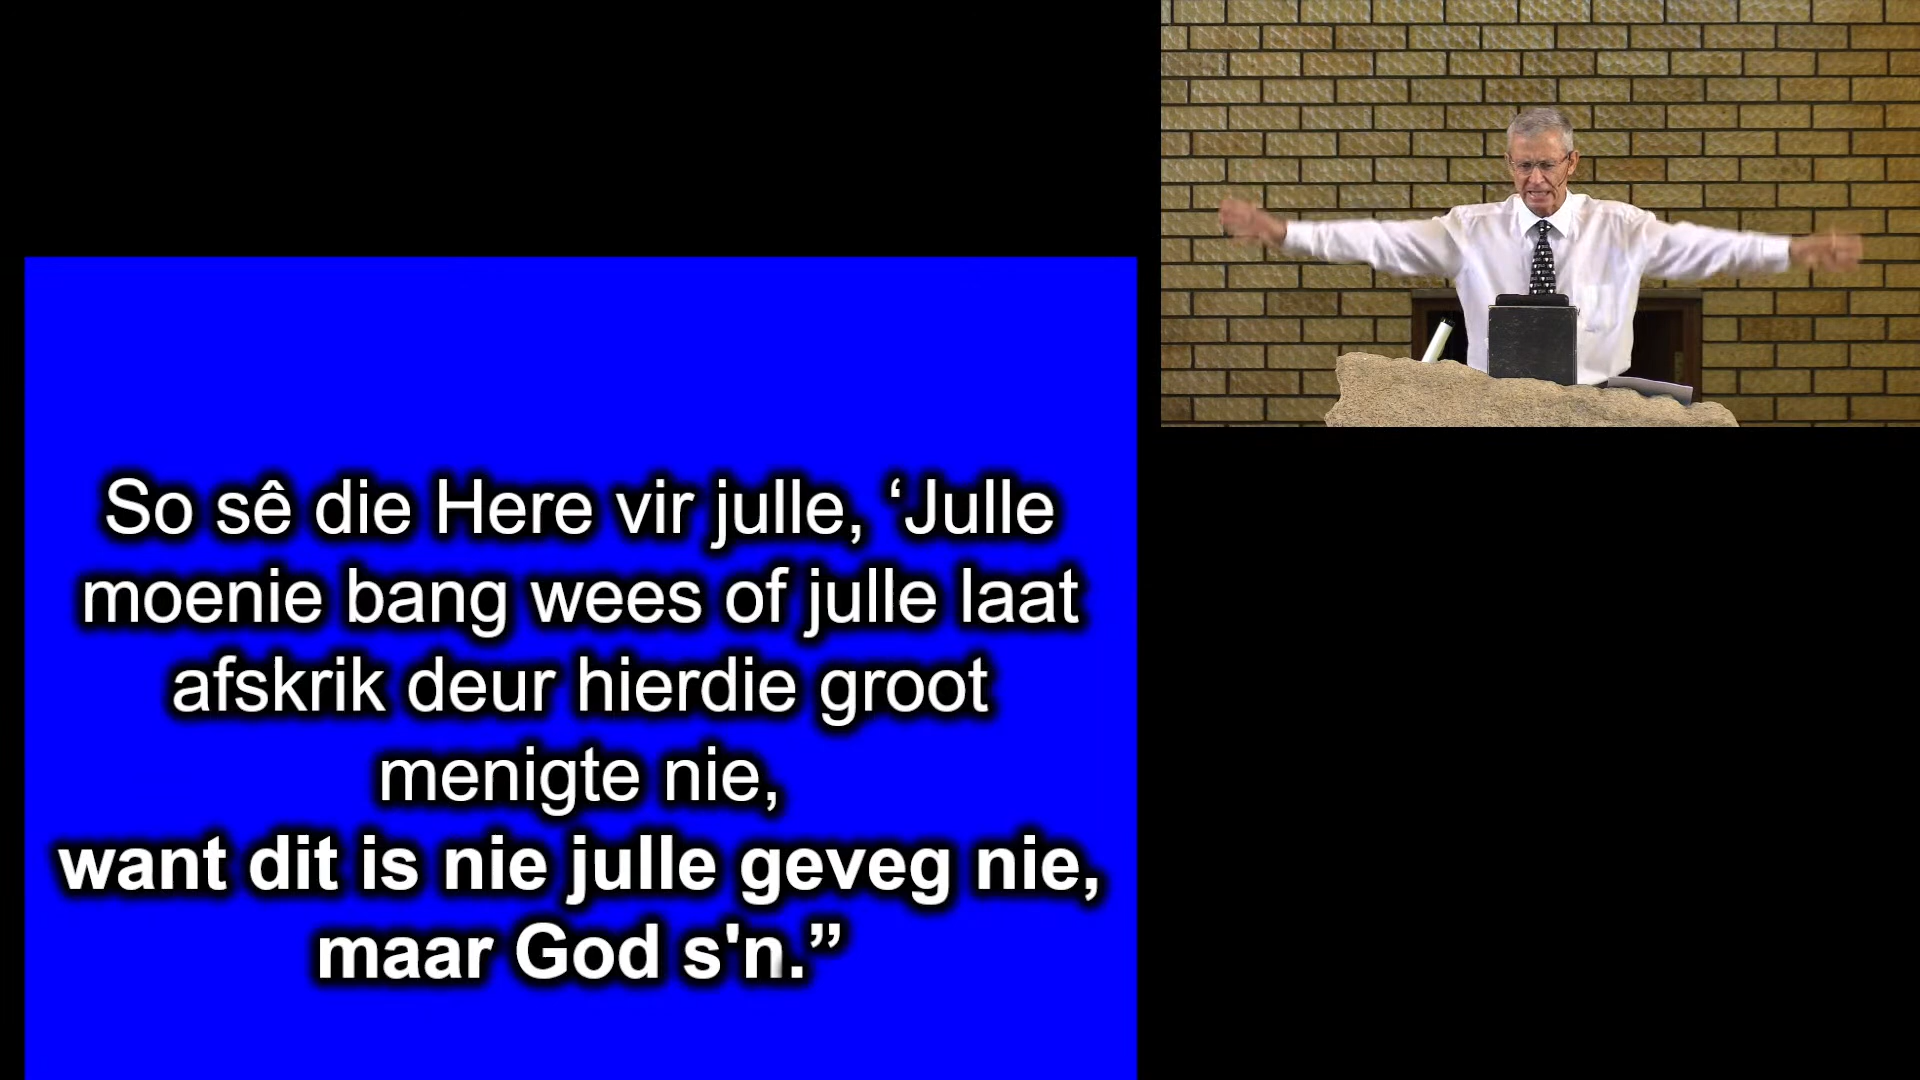 So sê die Here vir julle, ‘Julle
moenie bang wees of julle laat
afskrik deur hierdie groot
menigte nie,
want dit is nie julle geveg nie,
maar God s'n.”